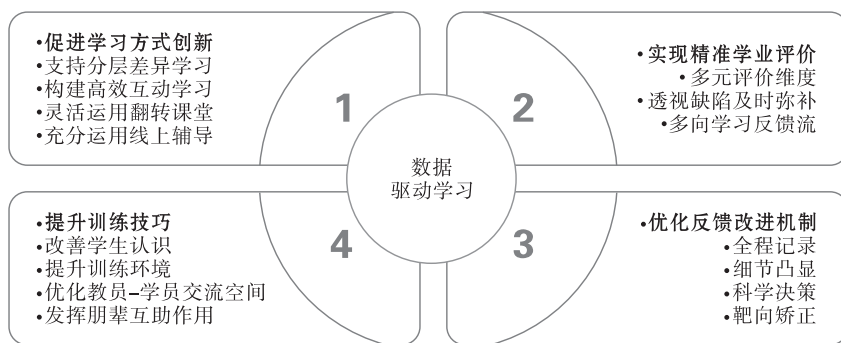 •促进学习方式创新
•支持分层差异学习
•构建高效互动学习
•灵活运用翻转课堂
•充分运用线上辅导
1
2
•实现精准学业评价
•多元评价维度
•透视缺陷及时弥补
•多向学习反馈流
数据
驱动学习
•提升训练技巧
•改善学生认识
•提升训练环境
•优化教员–学员交流空间
•发挥朋辈互助作用
4
3
•优化反馈改进机制
•全程记录
•细节凸显
•科学决策
•靶向矫正